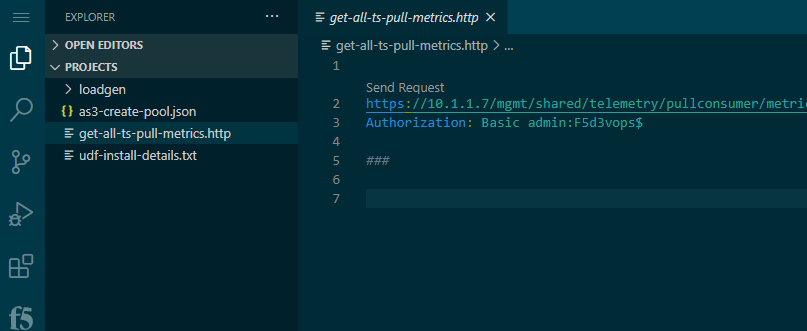 EXPLORER
OPEN EDITORS
PROJECTS
loadgen
{} as3-create-pool.json
get-all-ts-pull-metrics.http
udf-install-details.txt
get-all-ts-pull-metrics.http ×
get-all-ts-pull-metrics.http > ...
1
Send Request
2 https://10.1.1.7/mgmt/shared/telemetry/pullconsumer/metric
3 Authorization: Basic admin:F5d3vops$
4
5 ###
6
7
f5